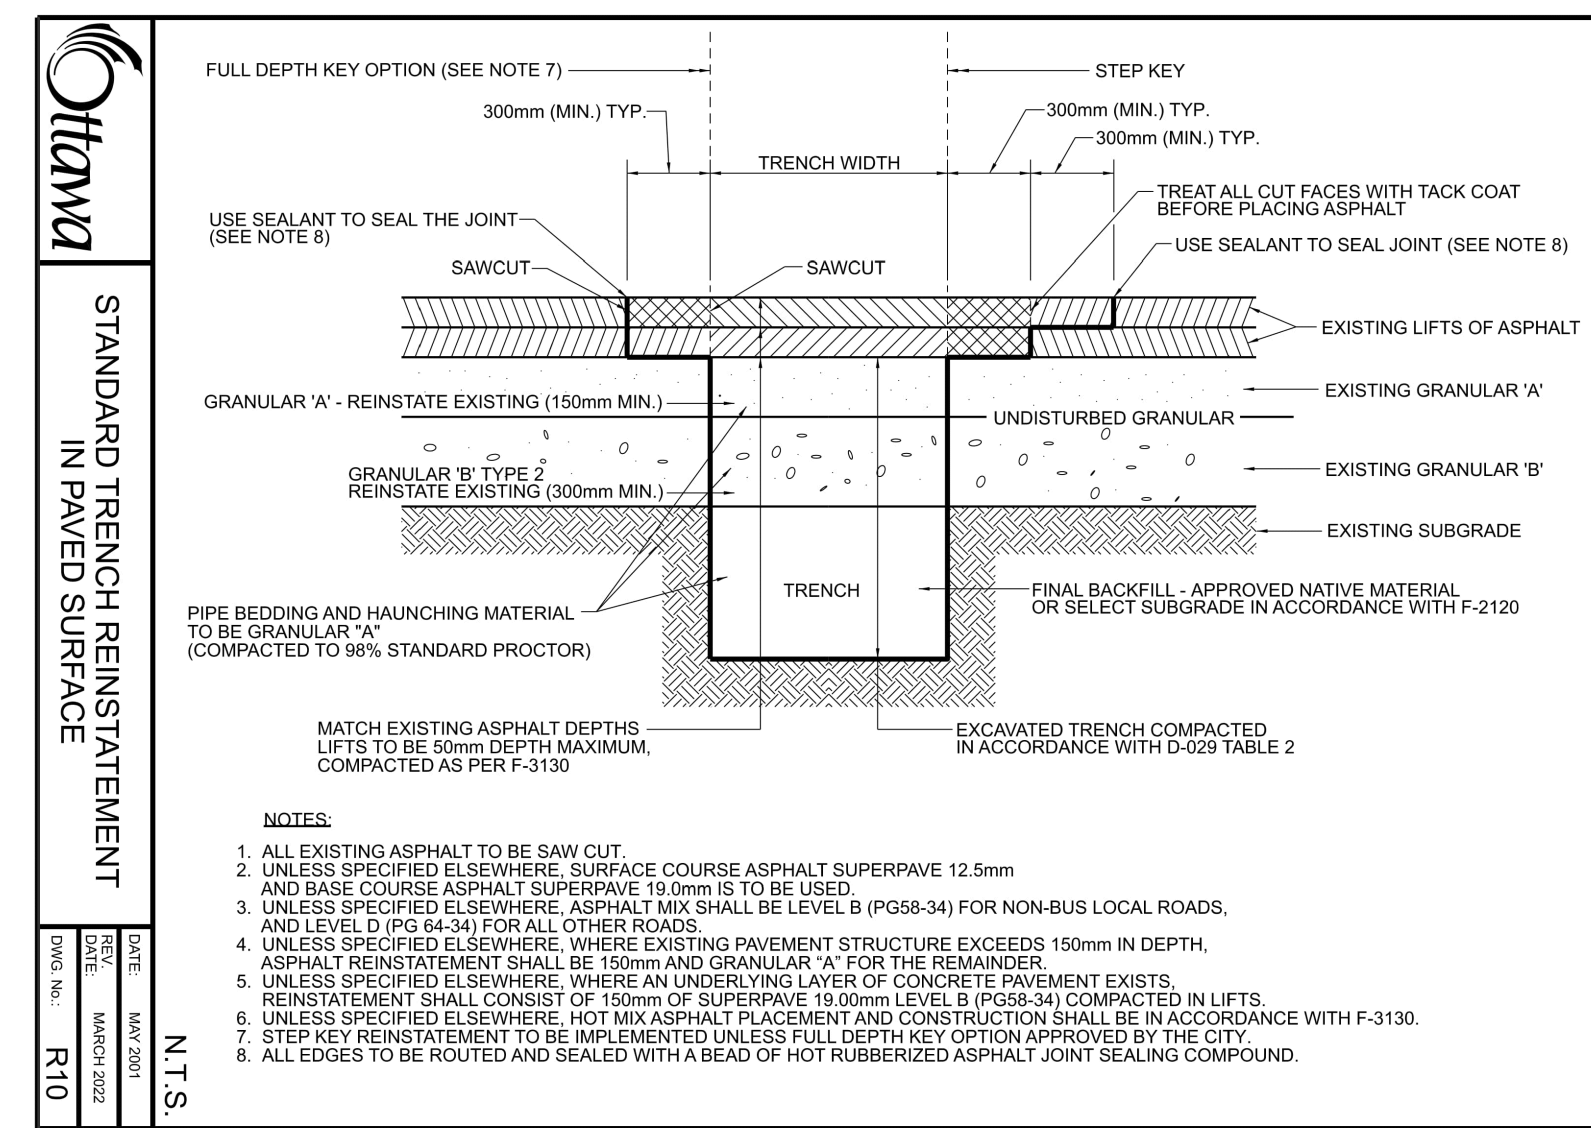 FULL DEPTH KEY OPTION (SEE NOTE 7)
STEP KEY
300mm (MIN.) TYP.
300mm (MIN.) TYP.
300mm (MIN.) TYP.
TRENCH WIDTH
TREAT ALL CUT FACES WITH TACK COAT
BEFORE PLACING ASPHALT
USE SEALANT TO SEAL THE JOINT
(SEE NOTE 8)
USE SEALANT TO SEAL JOINT (SEE NOTE 8)
SAWCUT
SAWCUT
EXISTING LIFTS OF ASPHALT
GRANULAR 'A' - REINSTATE EXISTING (150mm MIN.)
EXISTING GRANULAR 'A'
UNDISTURBED GRANULAR
GRANULAR 'B' TYPE 2
REINSTATE EXISTING (300mm MIN.)
EXISTING GRANULAR 'B'
EXISTING SUBGRADE
TRENCH
FINAL BACKFILL - APPROVED NATIVE MATERIAL
OR SELECT SUBGRADE IN ACCORDANCE WITH F-2120
PIPE BEDDING AND HAUNCHING MATERIAL
TO BE GRANULAR "A"
(COMPACTED TO 98% STANDARD PROCTOR)
MATCH EXISTING ASPHALT DEPTHS
LIFTS TO BE 50mm DEPTH MAXIMUM,
COMPACTED AS PER F-3130
EXCAVATED TRENCH COMPACTED
IN ACCORDANCE WITH D-029 TABLE 2
NOTES:
1. ALL EXISTING ASPHALT TO BE SAW CUT.
2. UNLESS SPECIFIED ELSEWHERE, SURFACE COURSE ASPHALT SUPERPAVE 12.5mm
AND BASE COURSE ASPHALT SUPERPAVE 19.0mm IS TO BE USED.
3. UNLESS SPECIFIED ELSEWHERE, ASPHALT MIX SHALL BE LEVEL B (PG58-34) FOR NON-BUS LOCAL ROADS,
AND LEVEL D (PG 64-34) FOR ALL OTHER ROADS.
4. UNLESS SPECIFIED ELSEWHERE, WHERE EXISTING PAVEMENT STRUCTURE EXCEEDS 150mm IN DEPTH,
ASPHALT REINSTATEMENT SHALL BE 150mm AND GRANULAR “A” FOR THE REMAINDER.
5. UNLESS SPECIFIED ELSEWHERE, WHERE AN UNDERLYING LAYER OF CONCRETE PAVEMENT EXISTS,
REINSTATEMENT SHALL CONSIST OF 150mm OF SUPERPAVE 19.00mm LEVEL B (PG58-34) COMPACTED IN LIFTS.
6. UNLESS SPECIFIED ELSEWHERE, HOT MIX ASPHALT PLACEMENT AND CONSTRUCTION SHALL BE IN ACCORDANCE WITH F-3130.
7. STEP KEY REINSTATEMENT TO BE IMPLEMENTED UNLESS FULL DEPTH KEY OPTION APPROVED BY THE CITY.
8. ALL EDGES TO BE ROUTED AND SEALED WITH A BEAD OF HOT RUBBERIZED ASPHALT JOINT SEALING COMPOUND.
N.T.S.
Ottawa
STANDARD TRENCH REINSTATEMENT
IN PAVED SURFACE
DATE: MAY 2001
REV.
DATE: MARCH 2022
DWG. No.: R10